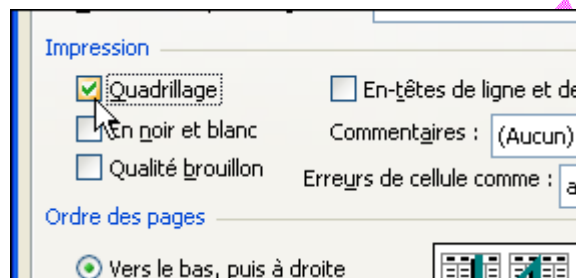 Impression
Quadrillage
En-têtes de ligne et de
En noir et blanc
Commentaires : (Aucun)
Qualité brouillon
Erreurs de cellule comme : a
Ordre des pages
Vers le bas, puis à droite